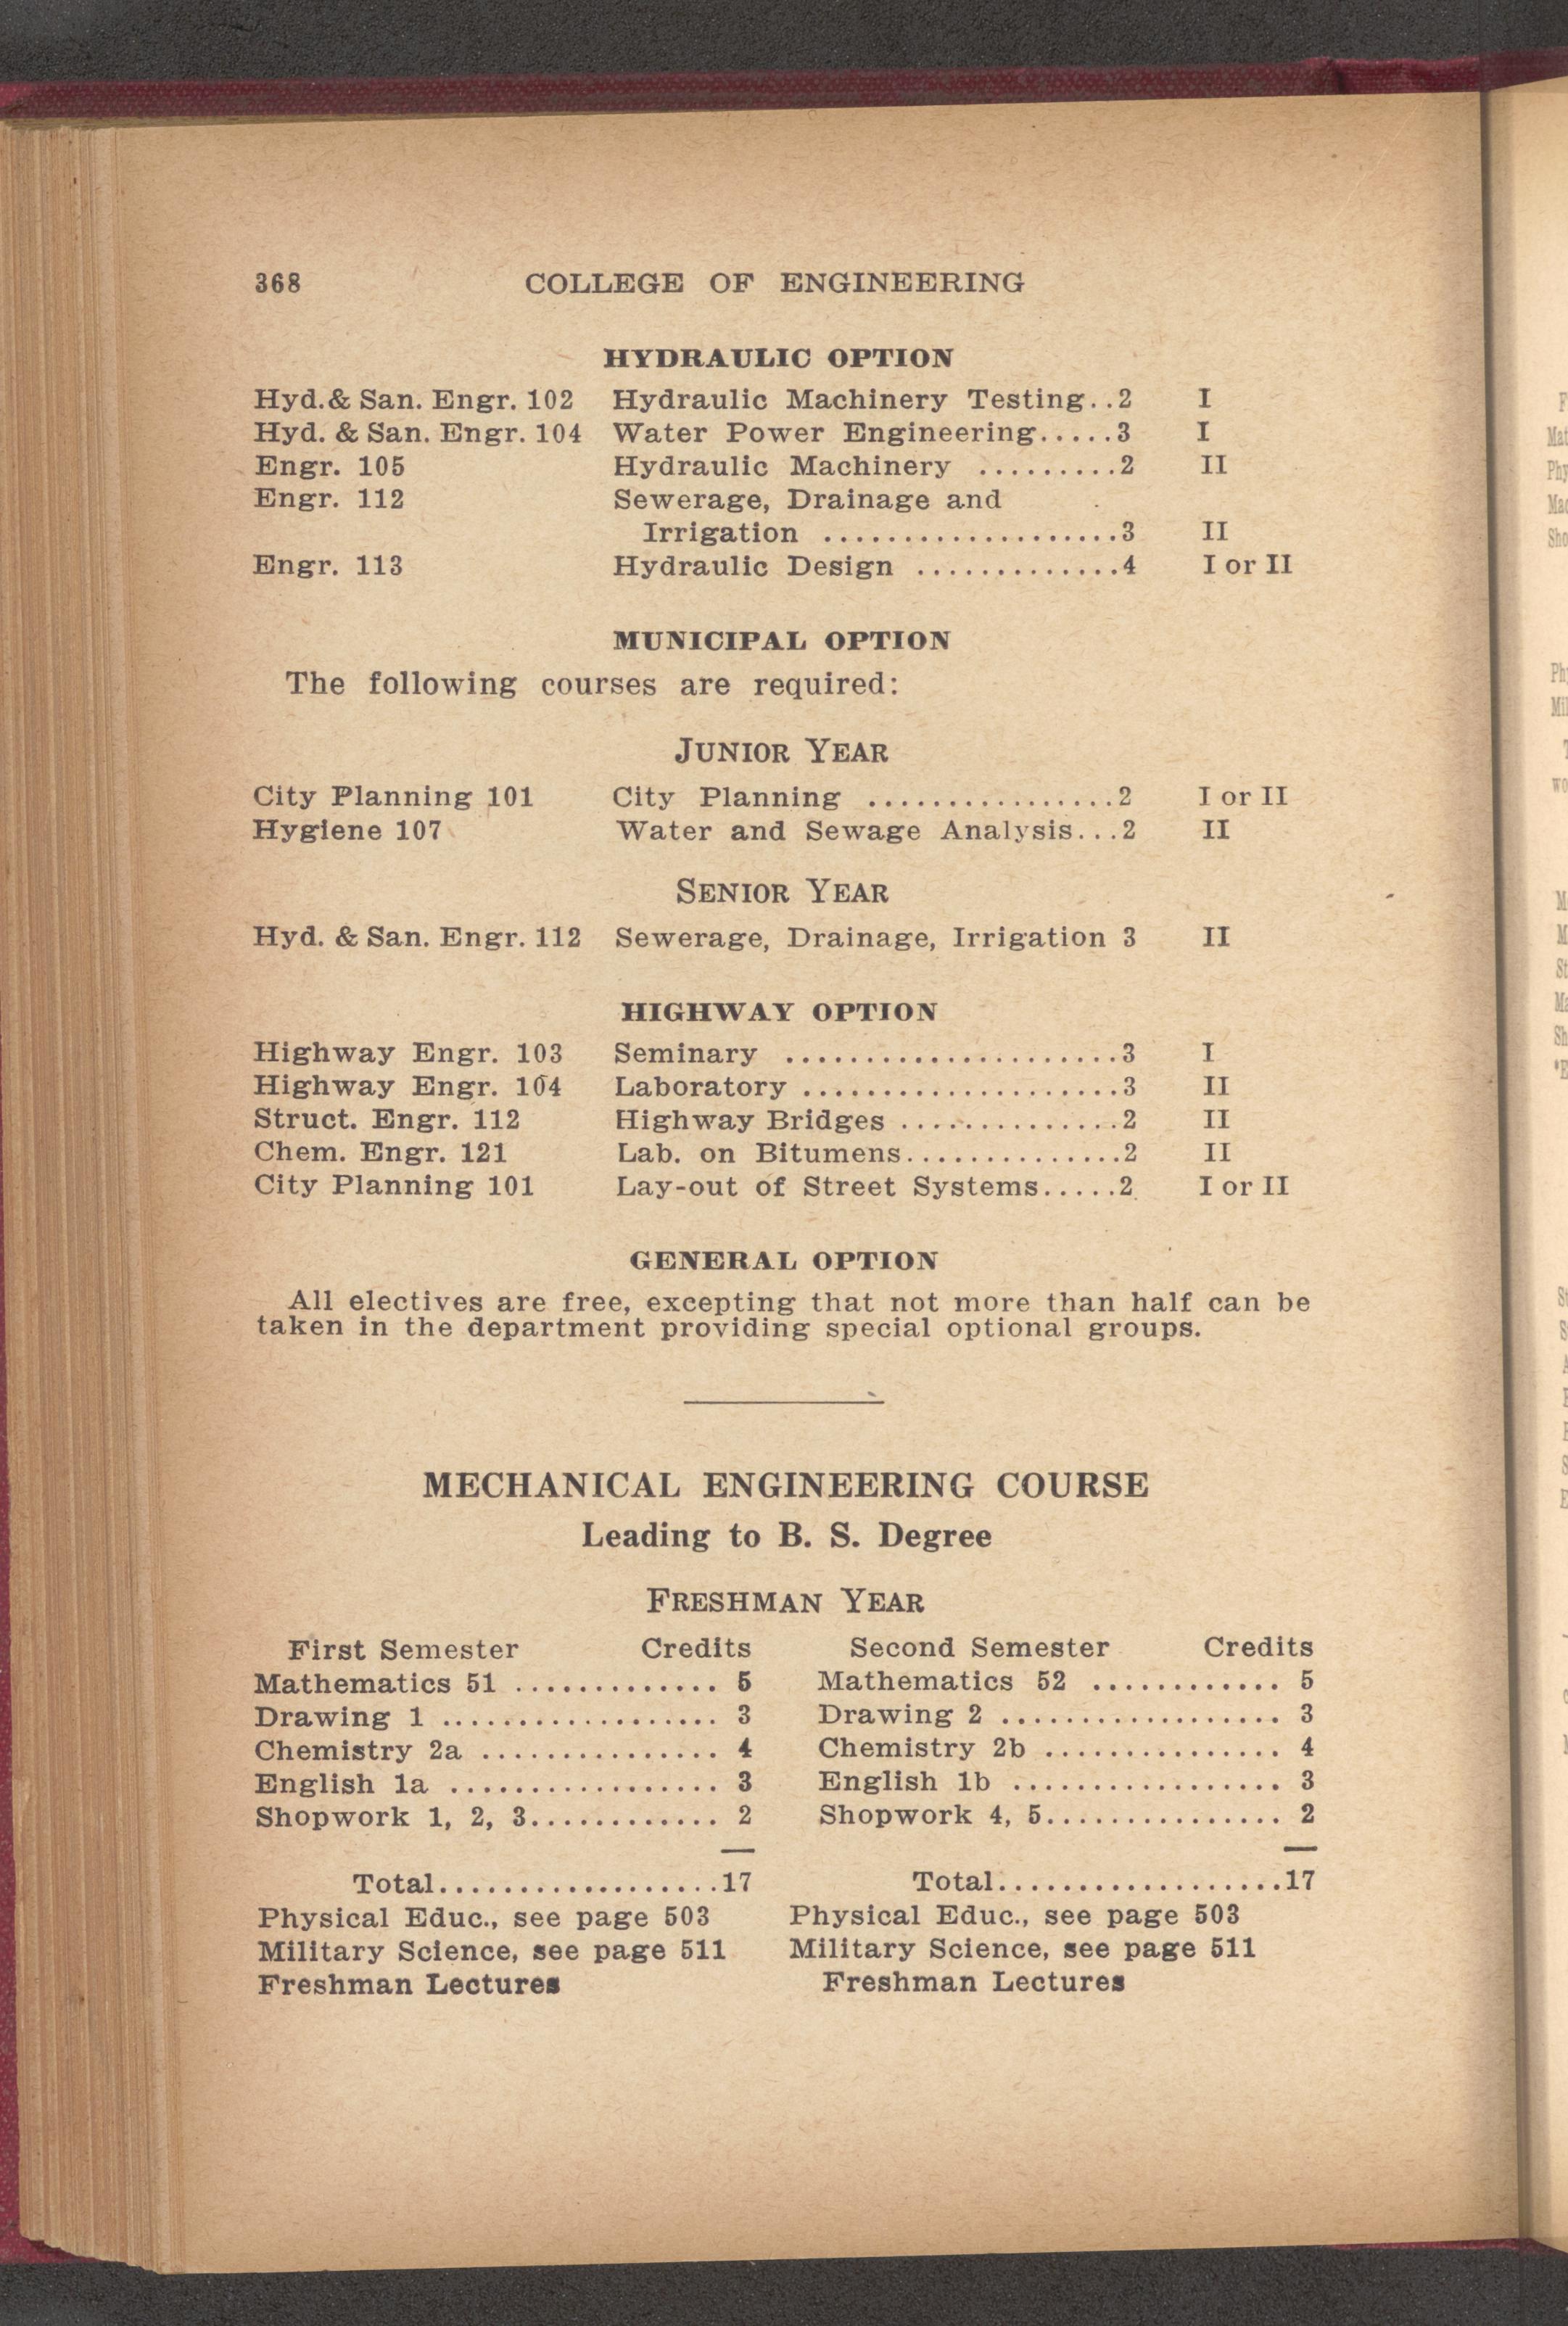 368 COLLEGE OF ENGINEERING
HYDRAULIC OPTION
Hyd.& San. Engr. 102 Hydraulic Machinery Testing..2 I
Hyd. & San. Engr. 104 Water Power Engineering.....3 I
Engr. 105 Hydraulic Machinery .........2 II
Engr. 112 Sewerage, Drainage and
Irrigation ...................3 II
Engr. 113 Hydraulic Design .............4 I or II
MUNICIPAL OPTION
The following courses are required:
JUNIOR YEAR
City Planning 101 City Planning ................2 I or II
Hygiene 107 Water and Sewage Analysis...2 II
SENIOR YEAR
Hyd. & San. Engr. 112 Sewerage, Drainage, Irrigation 3 II
HIGHWAY OPTION
Highway Engr. 103 Seminary .....................3 I
Highway Engr. 104 Laboratory ....................3 II
Struct. Engr. 112 Highway Bridges ..............2 II
Chem. Engr. 121 Lab. on Bitumens..............2 II
City Planning 101 Lay-out of Street Systems.....2 I or II
GENERAL OPTION
All electives are free, excepting that not more than half can be
taken in the department providing special optional groups.
MECHANICAL ENGINEERING COURSE
Leading to B. S. Degree
FRESHMAN YEAR
First Semester Credits Second Semester Credits
Mathematics 51 ............. 5 Mathematics 52 ............ 5
Drawing 1 .................. 3 Drawing 2 .................. 3
Chemistry 2a ............... 4 Chemistry 2b ............... 4
English 1a ................. 3 English 1b ................. 3
Shopwork 1, 2, 3............ 2 Shopwork 4, 5............... 2
Total..................17 Total..................17
Physical Educ., see page 503 Physical Educ., see page 503
Military Science, see page 511 Military Science, see page 511
Freshman Lectures Freshman Lectures